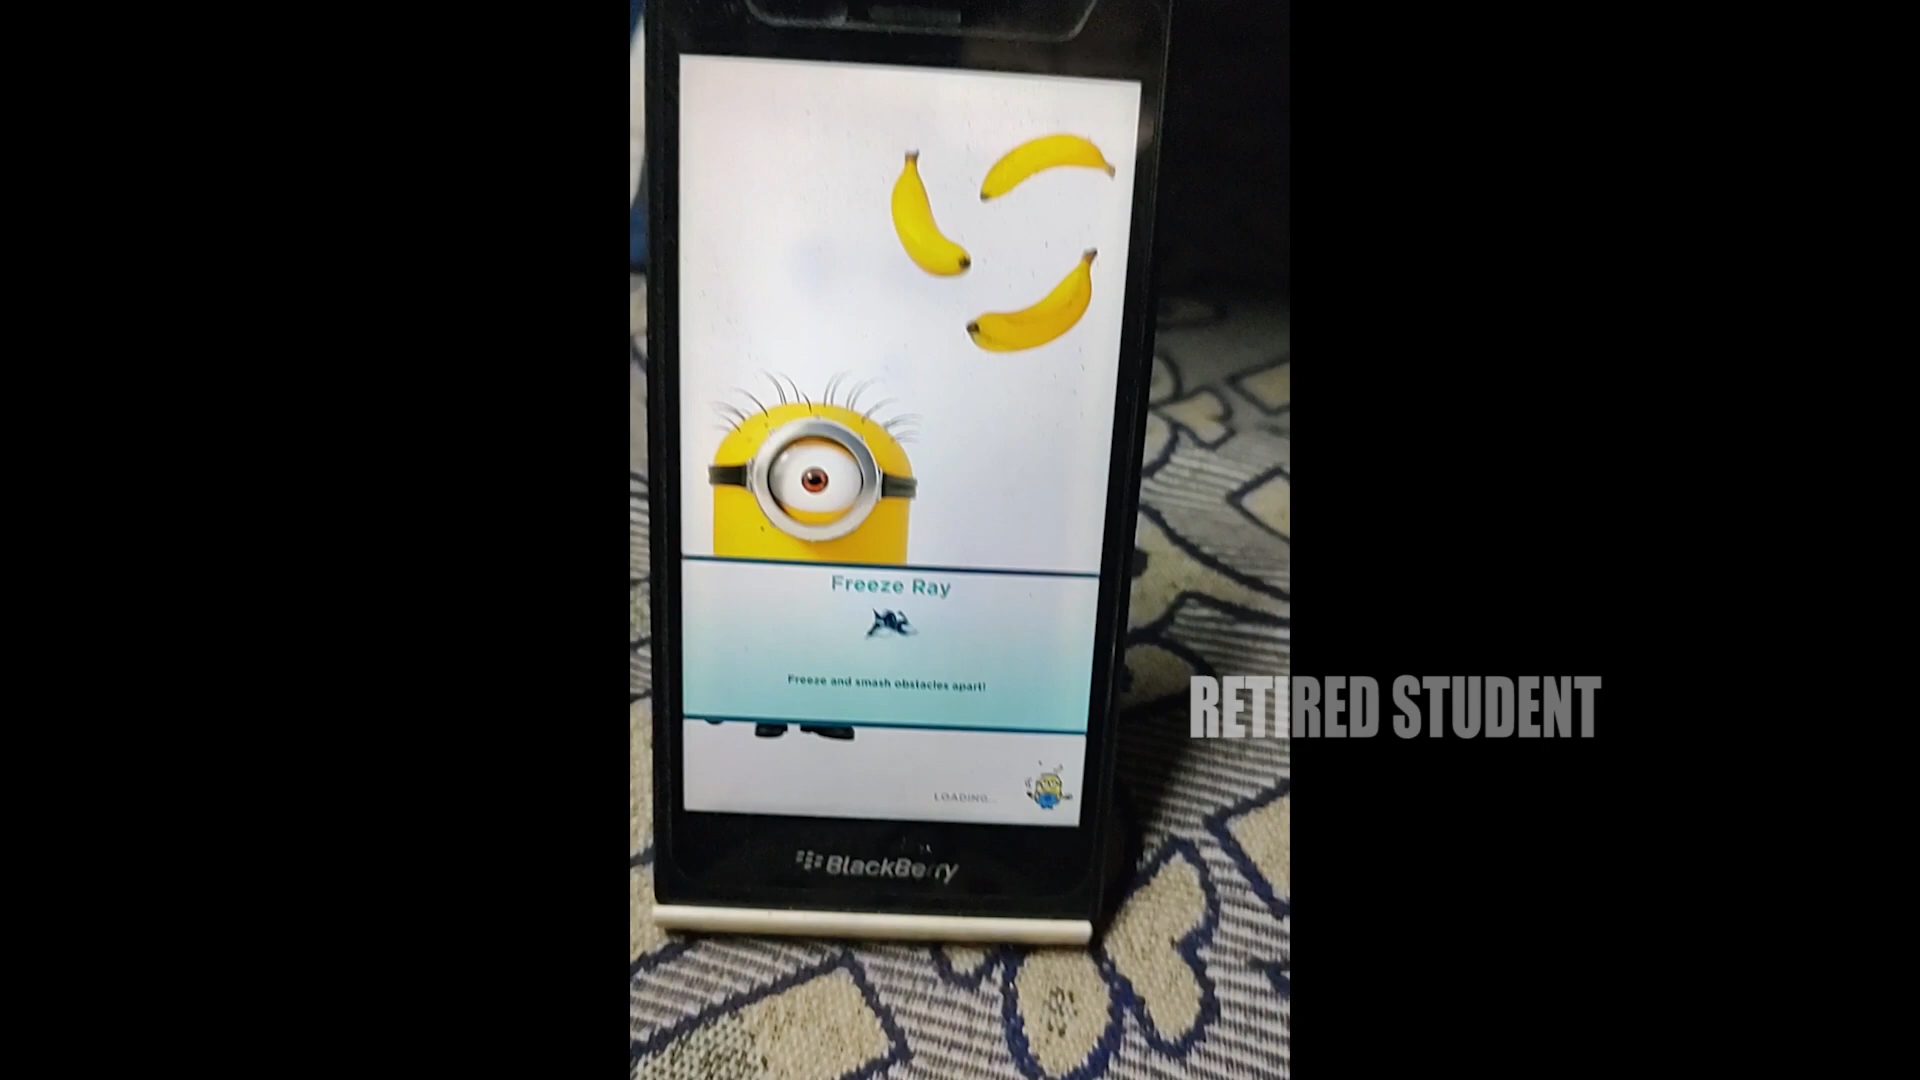 Freeze Ray
Freeze and smash obstacles apart!
RETIRED STUDENT
LOADING...
BlackBerry